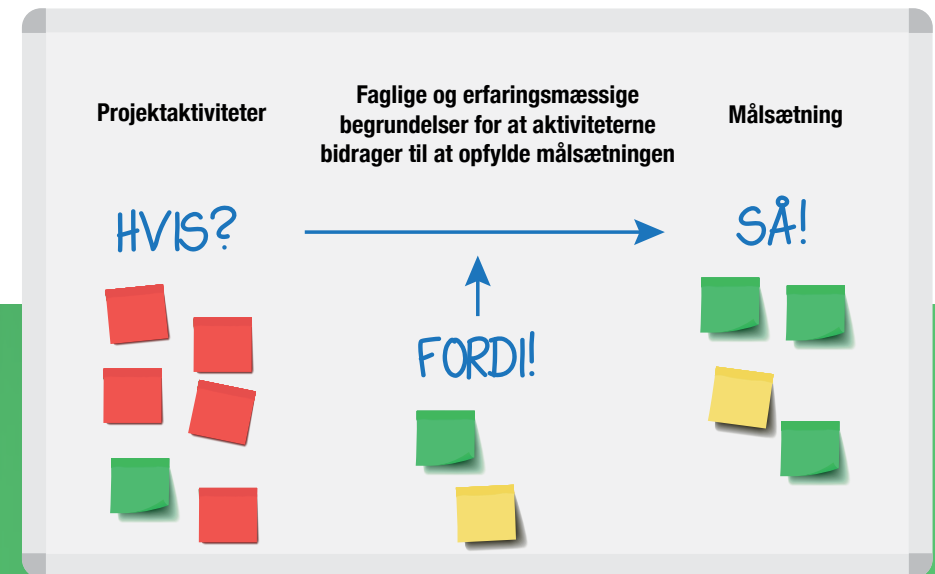 Projektaktiviteter
Faglige og erfaringsmæssige
begrundelser for at aktiviteterne
bidrager til at opfylde målsætningen
Målsætning
HVIS?
SÅ!
FORDI!